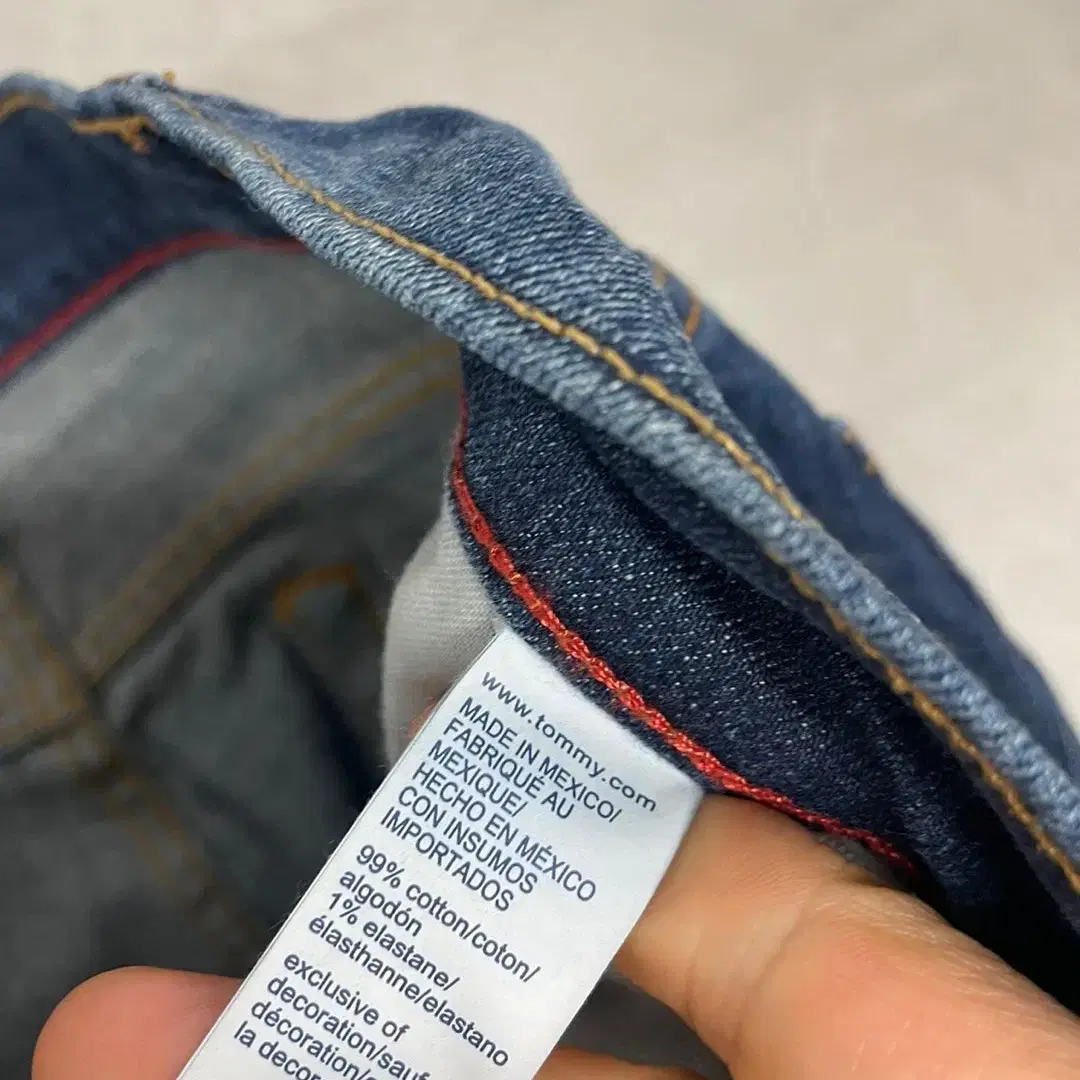 www.tommy.com
MADE IN MEXICO/
FABRIQUÉ AU
MEXIQUE/
HECHO EN MÉXICO
CON INSUMOS
IMPORTADOS
99% cotton/coton/
algodón
1% elastane/
élasthanne/elastano
exclusive of
decoration/sauf
décoration/
la